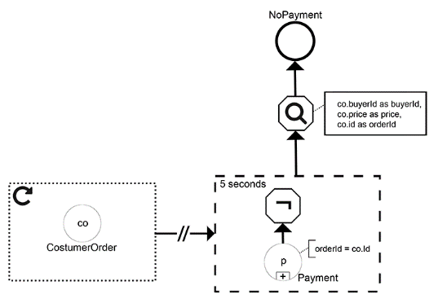 NoPayment
co.buyerId as buyerId,
co.price as price,
co.id as orderId
5 seconds
co
CostumerOrder
//
¬
orderId = co.Id
p
+
Payment